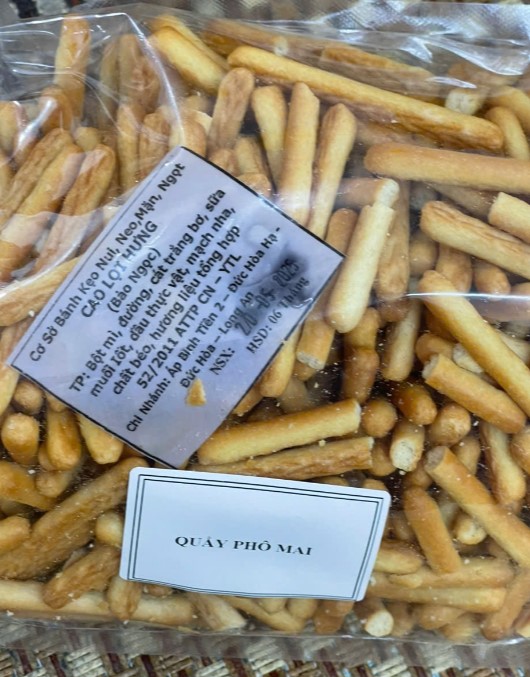 Cơ Sở Bánh Kẹo Nui, Neo,Mặn, Ngọt
CAO LỢI HƯNG
(Bảo Ngọc)
TP: Bột mì, đường, cát trắng bơ, sữa
muối tốt, dầu thực vật, mạch nha,
chất béo, hương liệu tổng hợp
52/2011 ATTP CN - YTL
Chi Nhánh: Ấp Bình Tiền 2 - Đức Hòa Hạ -
Đức Hòa - Long An
NSX:
HSD: 06 Tháng
QUẨY PHÔ MAI